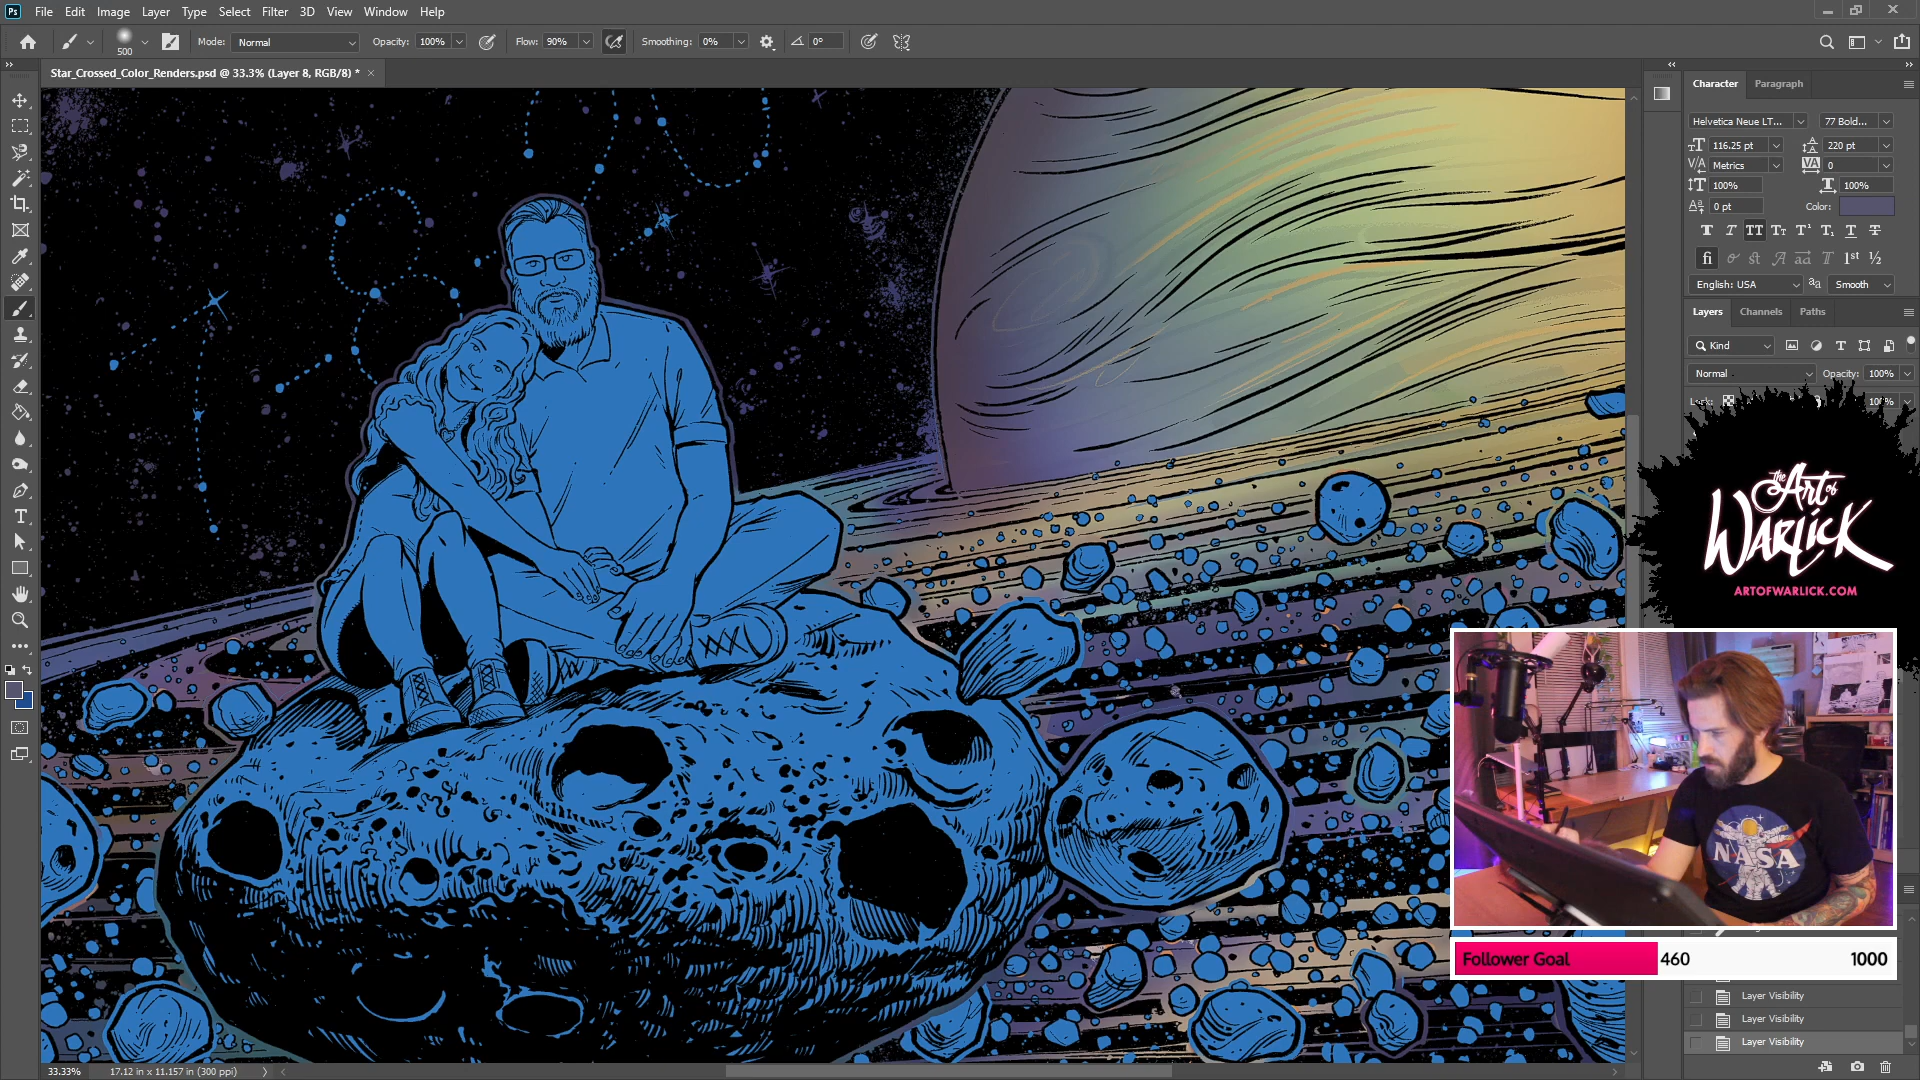 Ps File Edit Image Layer Type Select Filter 3D View Window Help
500 Mode: Normal Opacity: 100% Flow: 90% Smoothing: 0% 0°
Star_Crossed_Color_Renders.psd @ 33.3% (Layer 8, RGB/8) * ×
Character Paragraph
Helvetica Neue LT... 77 Bold...
116.25 pt 220 pt
Metrics 0
100% 100%
0 pt Color:
English: USA Smooth
Layers Channels Paths
Kind
Normal Opacity: 100%
100%
the Art of
Warlick
ARTOFWARLICK.COM
NASA
Follower Goal 460 1000
Layer Visibility
Layer Visibility
Layer Visibility
33.33% 17.12 in x 11.157 in (300 ppi)